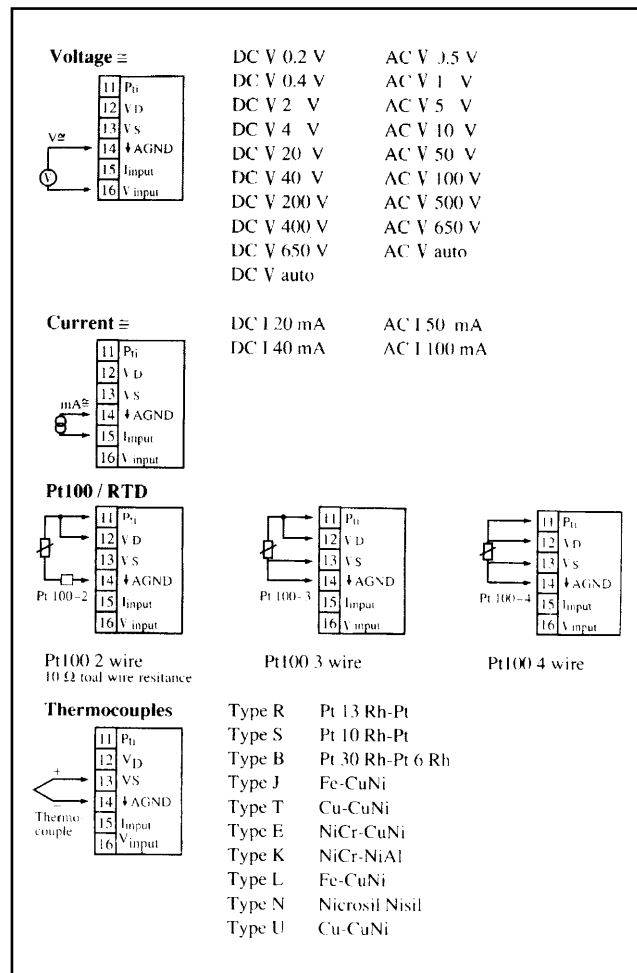 Voltage ≅
DC V 0.2 V AC V 0.5 V
DC V 0.4 V AC V 1 V
DC V 2 V AC V 5 V
DC V 4 V AC V 10 V
DC V 20 V AC V 50 V
DC V 40 V AC V 100 V
DC V 200 V AC V 500 V
DC V 400 V AC V 650 V
DC V 650 V AC V auto
DC V auto
11 Pti
12 VD
13 VS
14 AGND
15 Iinput
16 V input
V≅
V
Current ≅
DC I 20 mA AC I 50 mA
DC I 40 mA AC I 100 mA
11 Pti
12 VD
13 VS
14 AGND
15 Iinput
16 V input
mA≅
Pt100 / RTD
11 Pti
12 VD
13 VS
14 AGND
15 Iinput
16 V input
Pt 100-2
Pt100 2 wire
10 Ω toal wire resitance
11 Pti
12 VD
13 VS
14 AGND
15 Iinput
16 V input
Pt 100-3
Pt100 3 wire
11 Pti
12 VD
13 VS
14 AGND
15 Iinput
16 V input
Pt 100-4
Pt100 4 wire
Thermocouples
11 Pti
12 VD
13 VS
14 AGND
15 Iinput
16 Vinput
+
−
Thermo
couple
Type R Pt 13 Rh-Pt
Type S Pt 10 Rh-Pt
Type B Pt 30 Rh-Pt 6 Rh
Type J Fe-CuNi
Type T Cu-CuNi
Type E NiCr-CuNi
Type K NiCr-NiAl
Type L Fe-CuNi
Type N Nicrosil Nisil
Type U Cu-CuNi